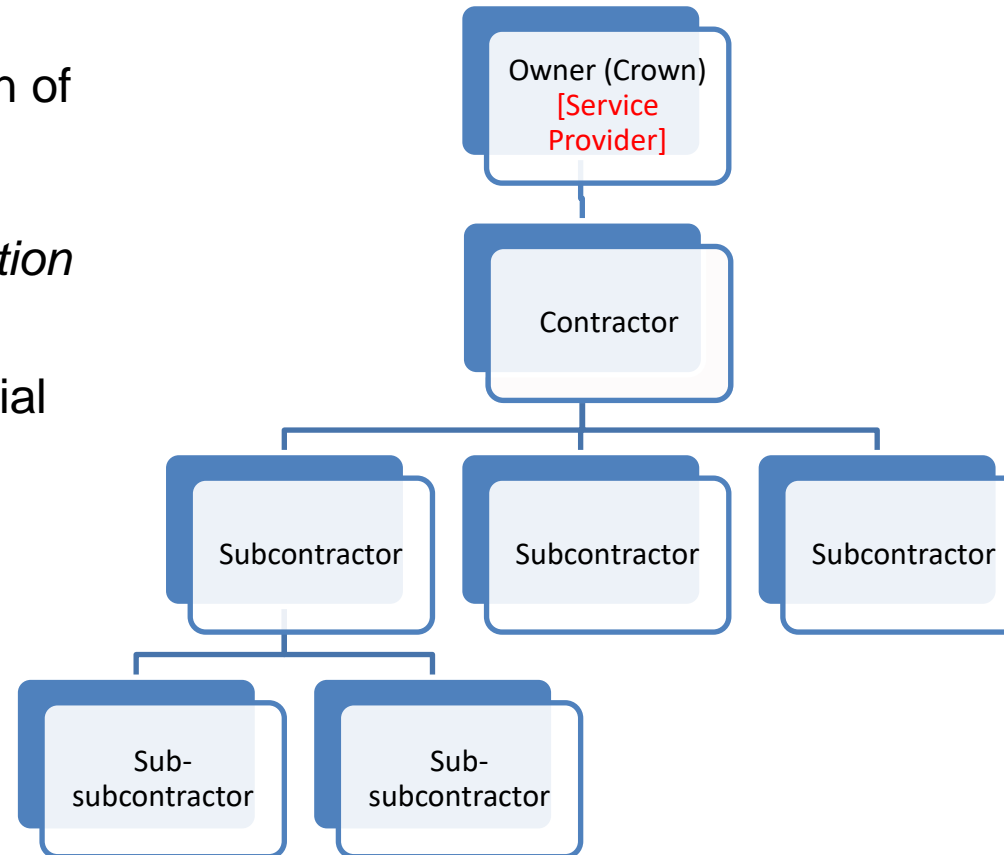 n of
tion
ial
Owner (Crown)
[Service
Provider]
Contractor
Subcontractor
Subcontractor
Subcontractor
Sub-
subcontractor
Sub-
subcontractor